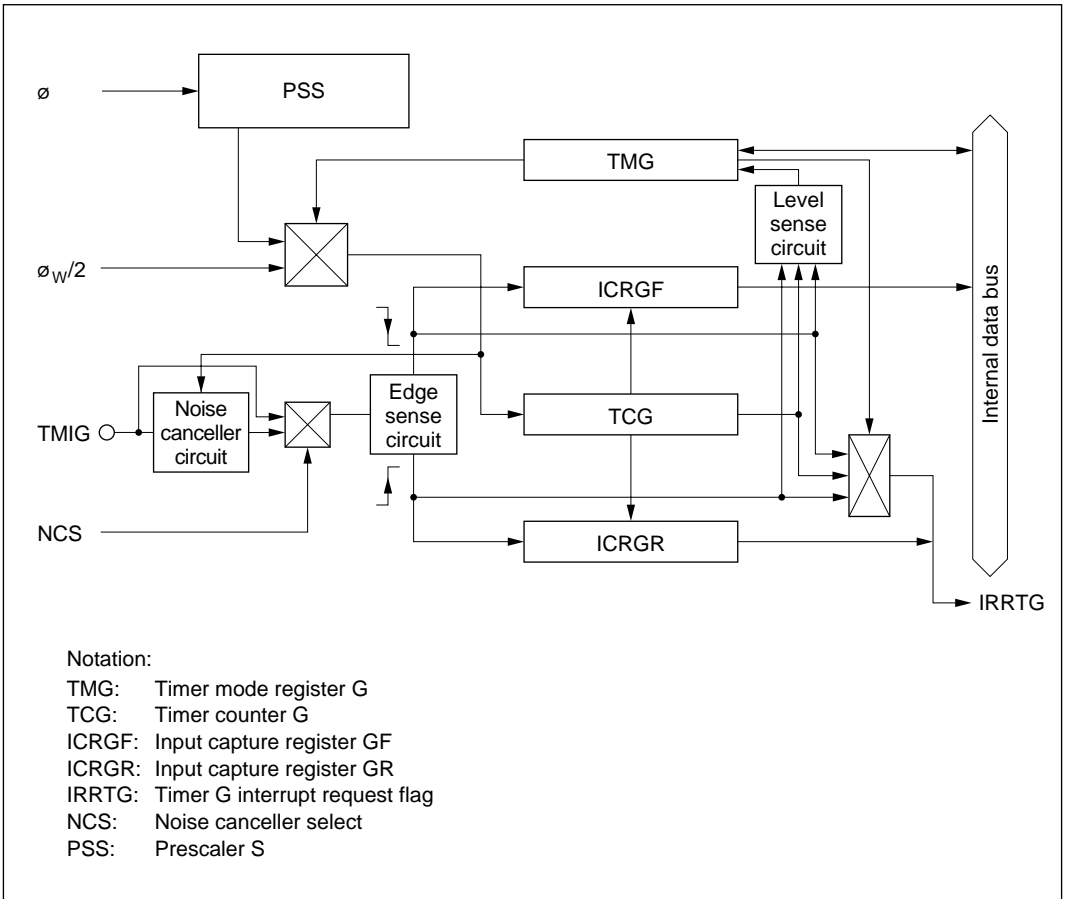 ø
PSS
TMG
Level
sense
circuit
øW/2
ICRGF
Internal data bus
Noise
canceller
circuit
Edge
sense
circuit
TCG
TMIG
NCS
ICRGR
IRRTG
Notation:
TMG: Timer mode register G
TCG: Timer counter G
ICRGF: Input capture register GF
ICRGR: Input capture register GR
IRRTG: Timer G interrupt request flag
NCS: Noise canceller select
PSS: Prescaler S